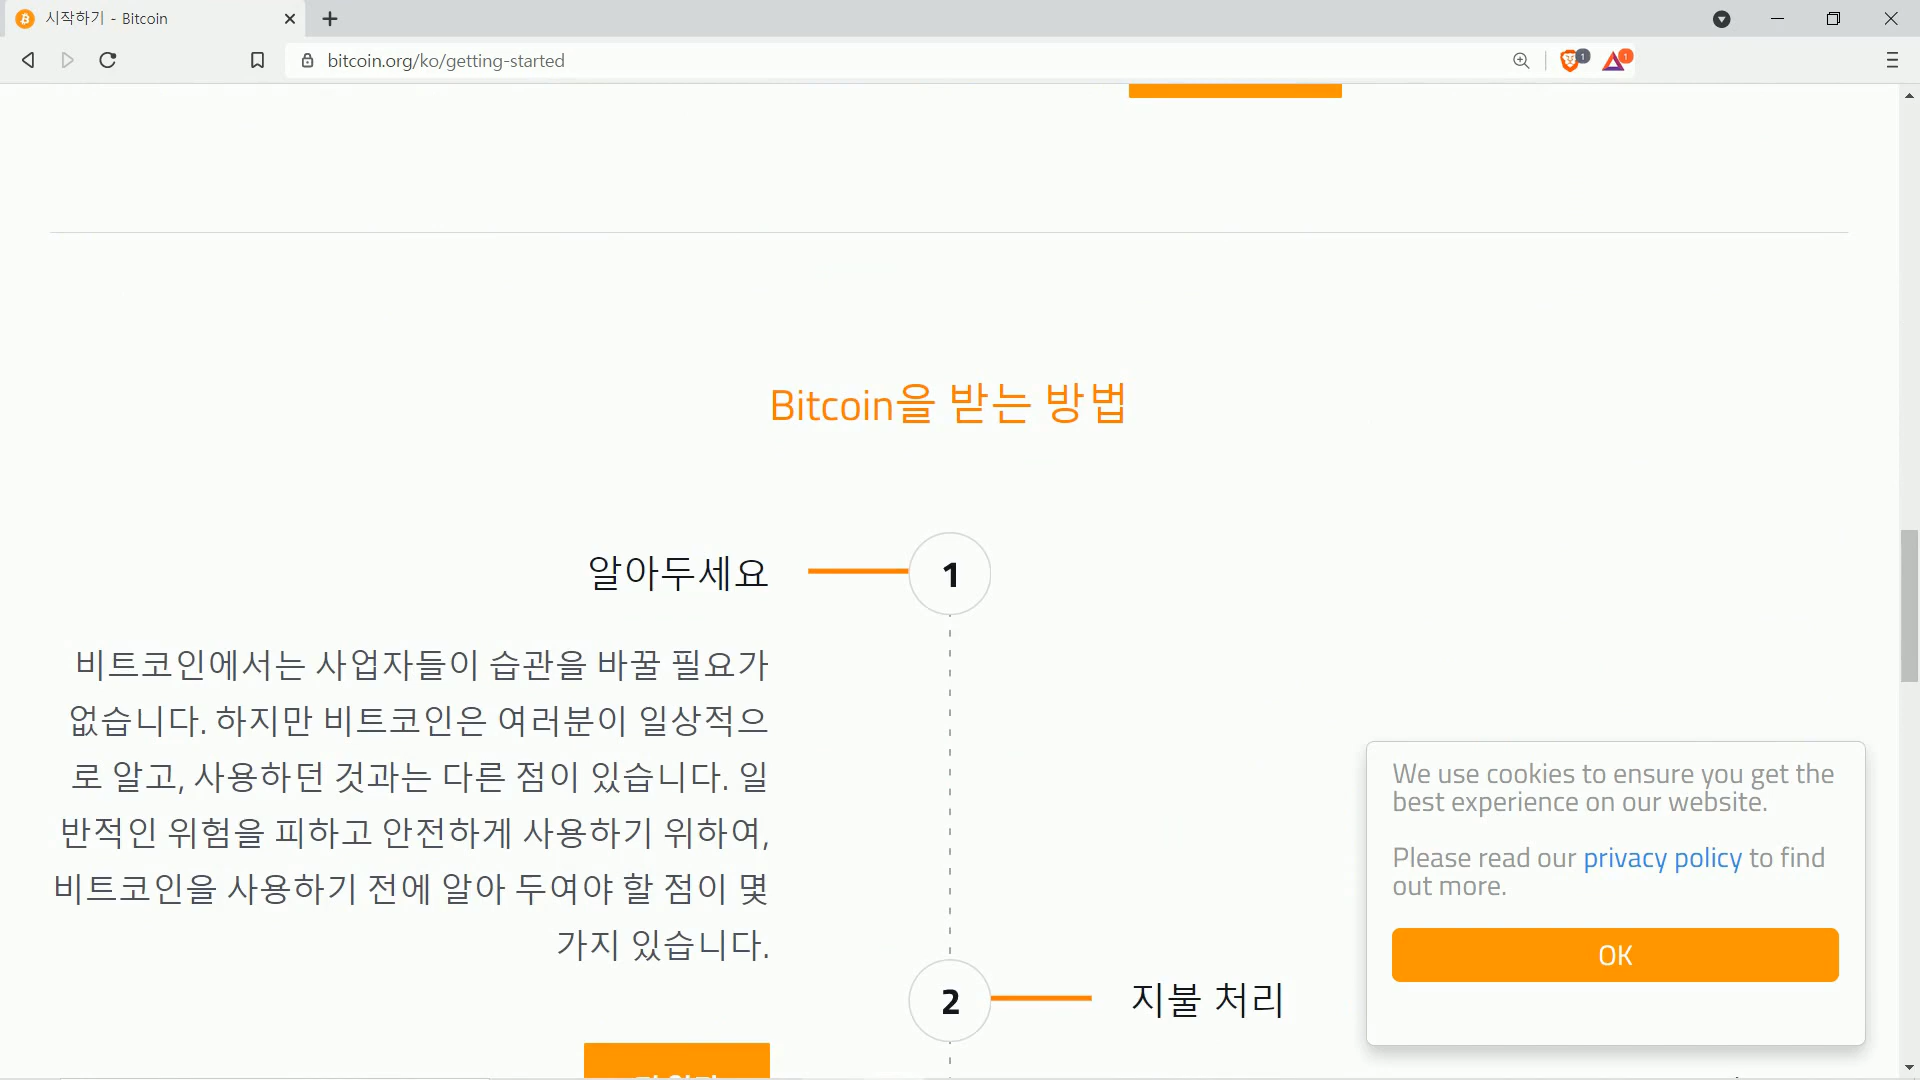 시작하기 - Bitcoin
bitcoin.org/ko/getting-started
1
1
Bitcoin을 받는 방법
알아두세요
1
비트코인에서는 사업자들이 습관을 바꿀 필요가
없습니다. 하지만 비트코인은 여러분이 일상적으
로 알고, 사용하던 것과는 다른 점이 있습니다. 일
반적인 위험을 피하고 안전하게 사용하기 위하여,
비트코인을 사용하기 전에 알아 두여야 할 점이 몇
가지 있습니다.
2
지불 처리
We use cookies to ensure you get the
best experience on our website.
Please read our privacy policy to find
out more.
OK